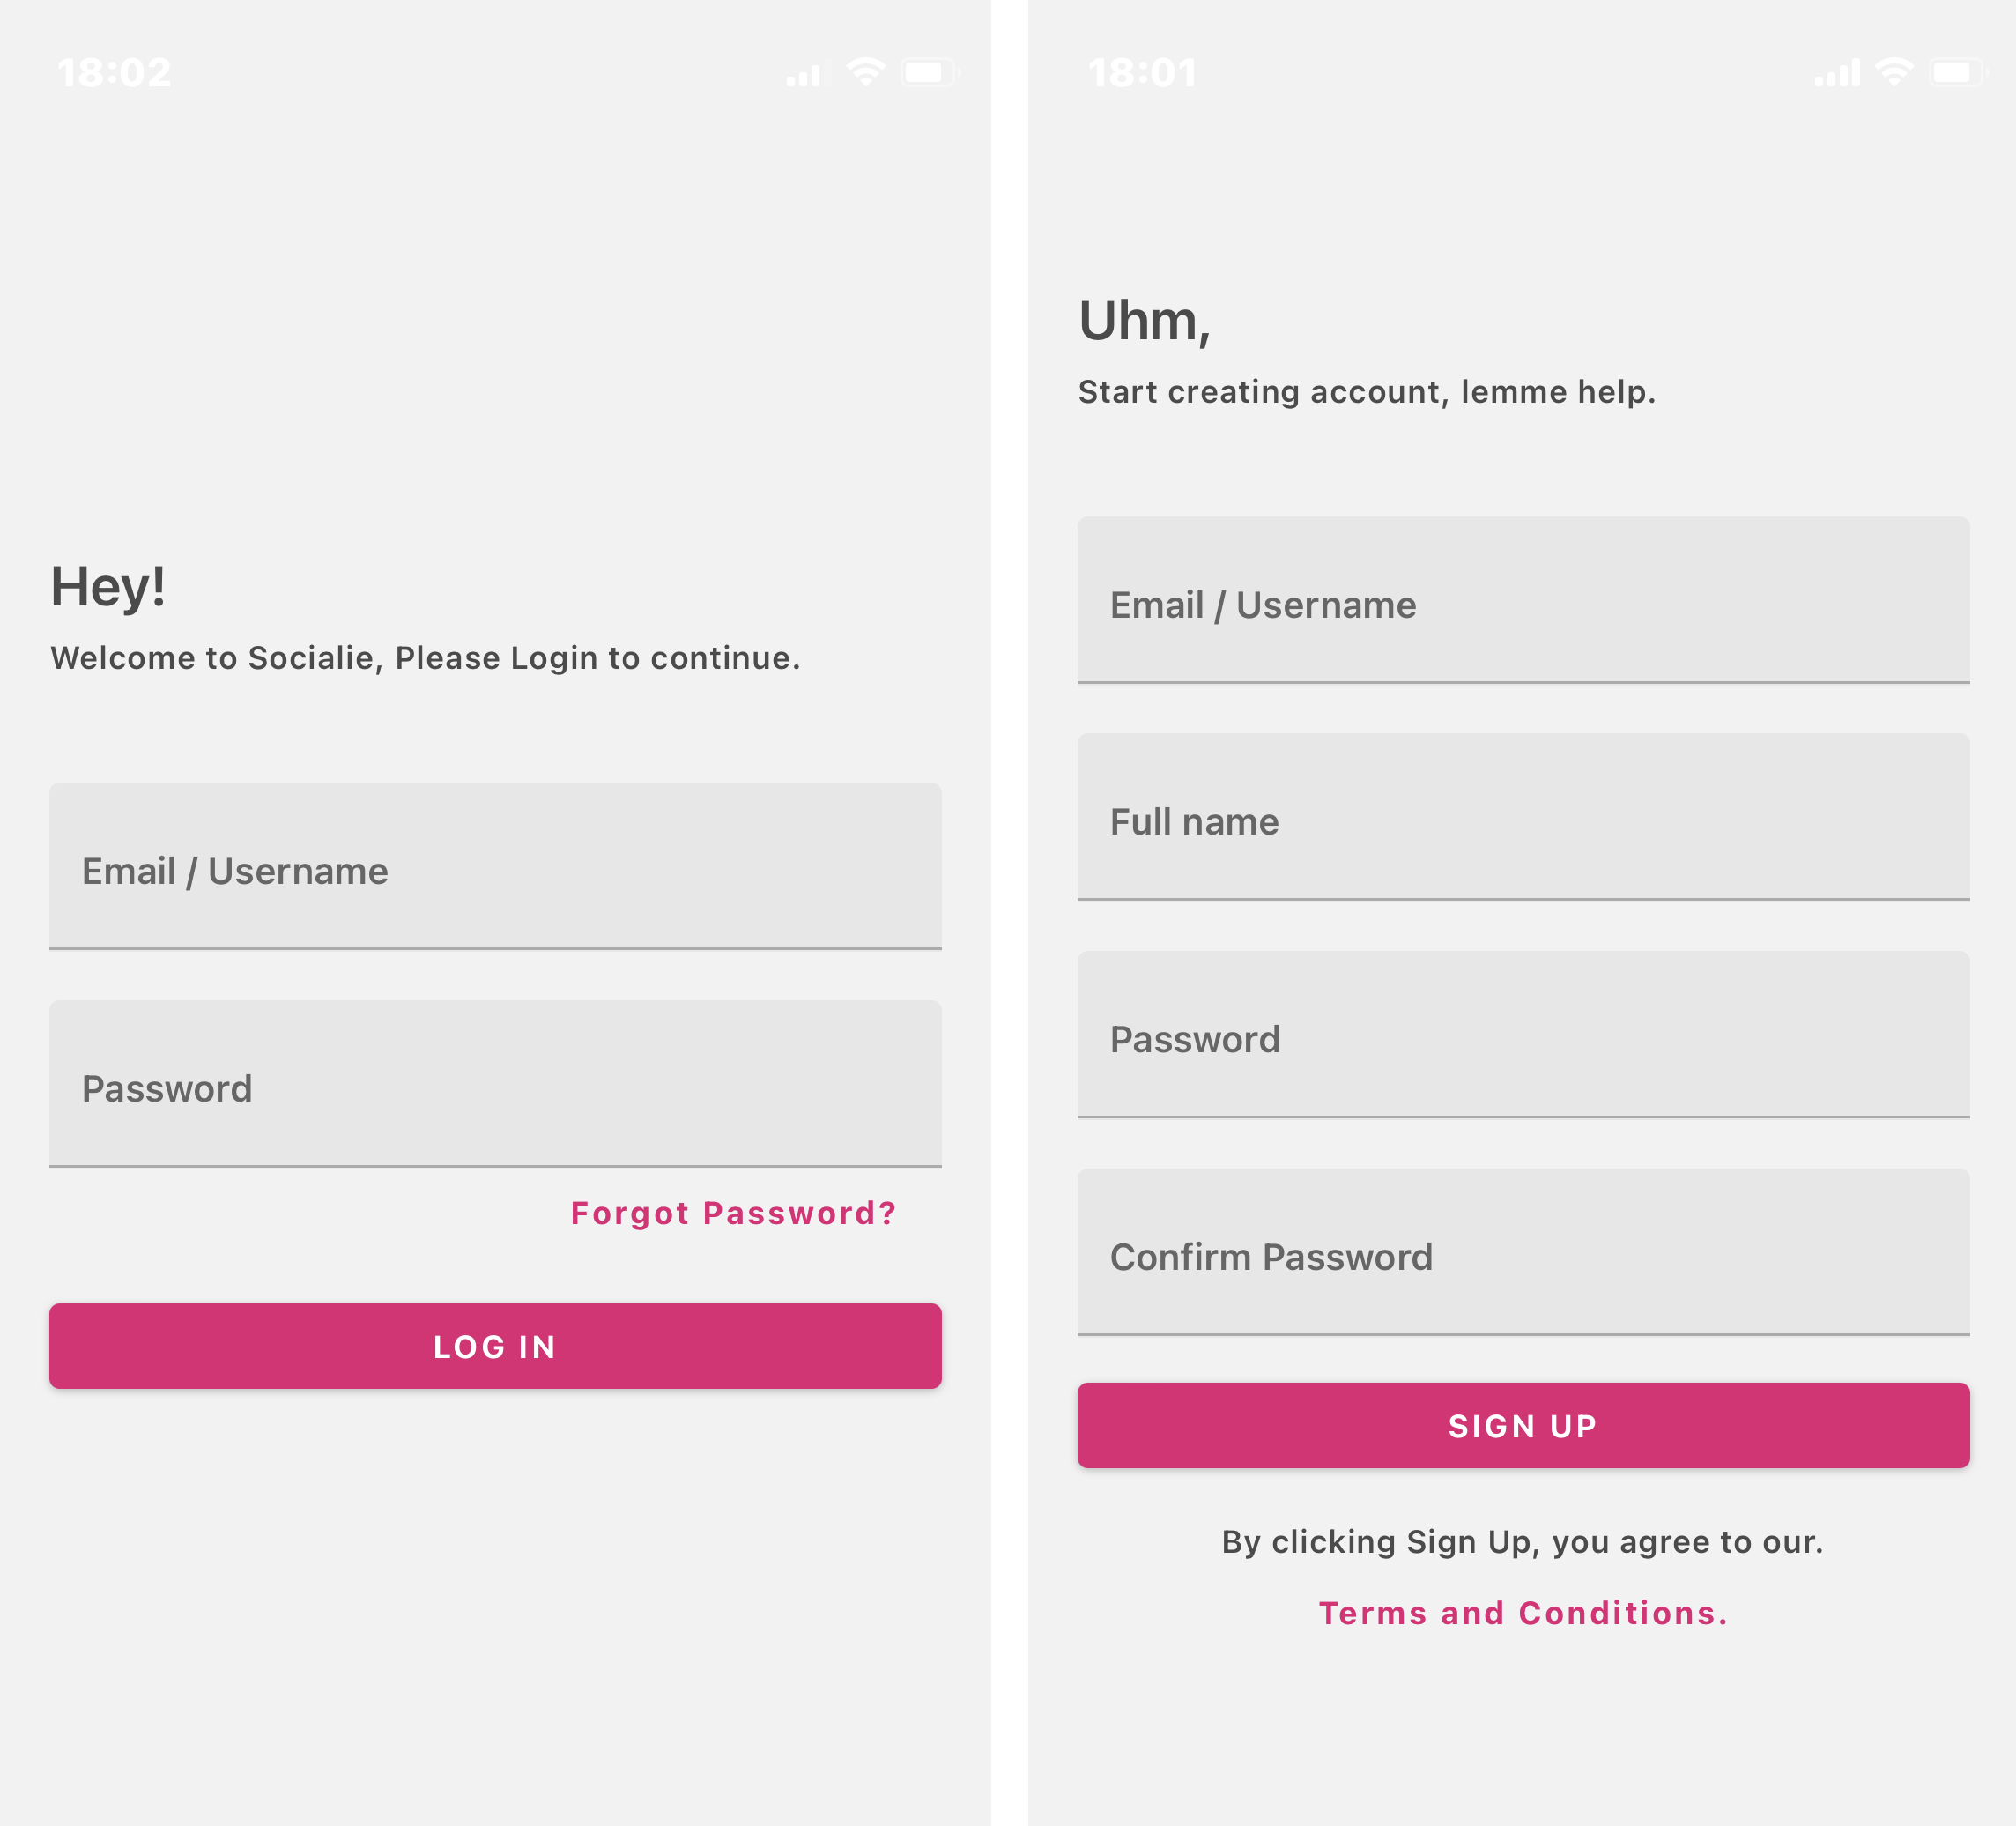 18:02
Hey!
Welcome to Socialie, Please Login to continue.
Email / Username
Password
Forgot Password?
LOG IN
18:01
Uhm,
Start creating account, lemme help.
Email / Username
Full name
Password
Confirm Password
SIGN UP
By clicking Sign Up, you agree to our.
Terms and Conditions.